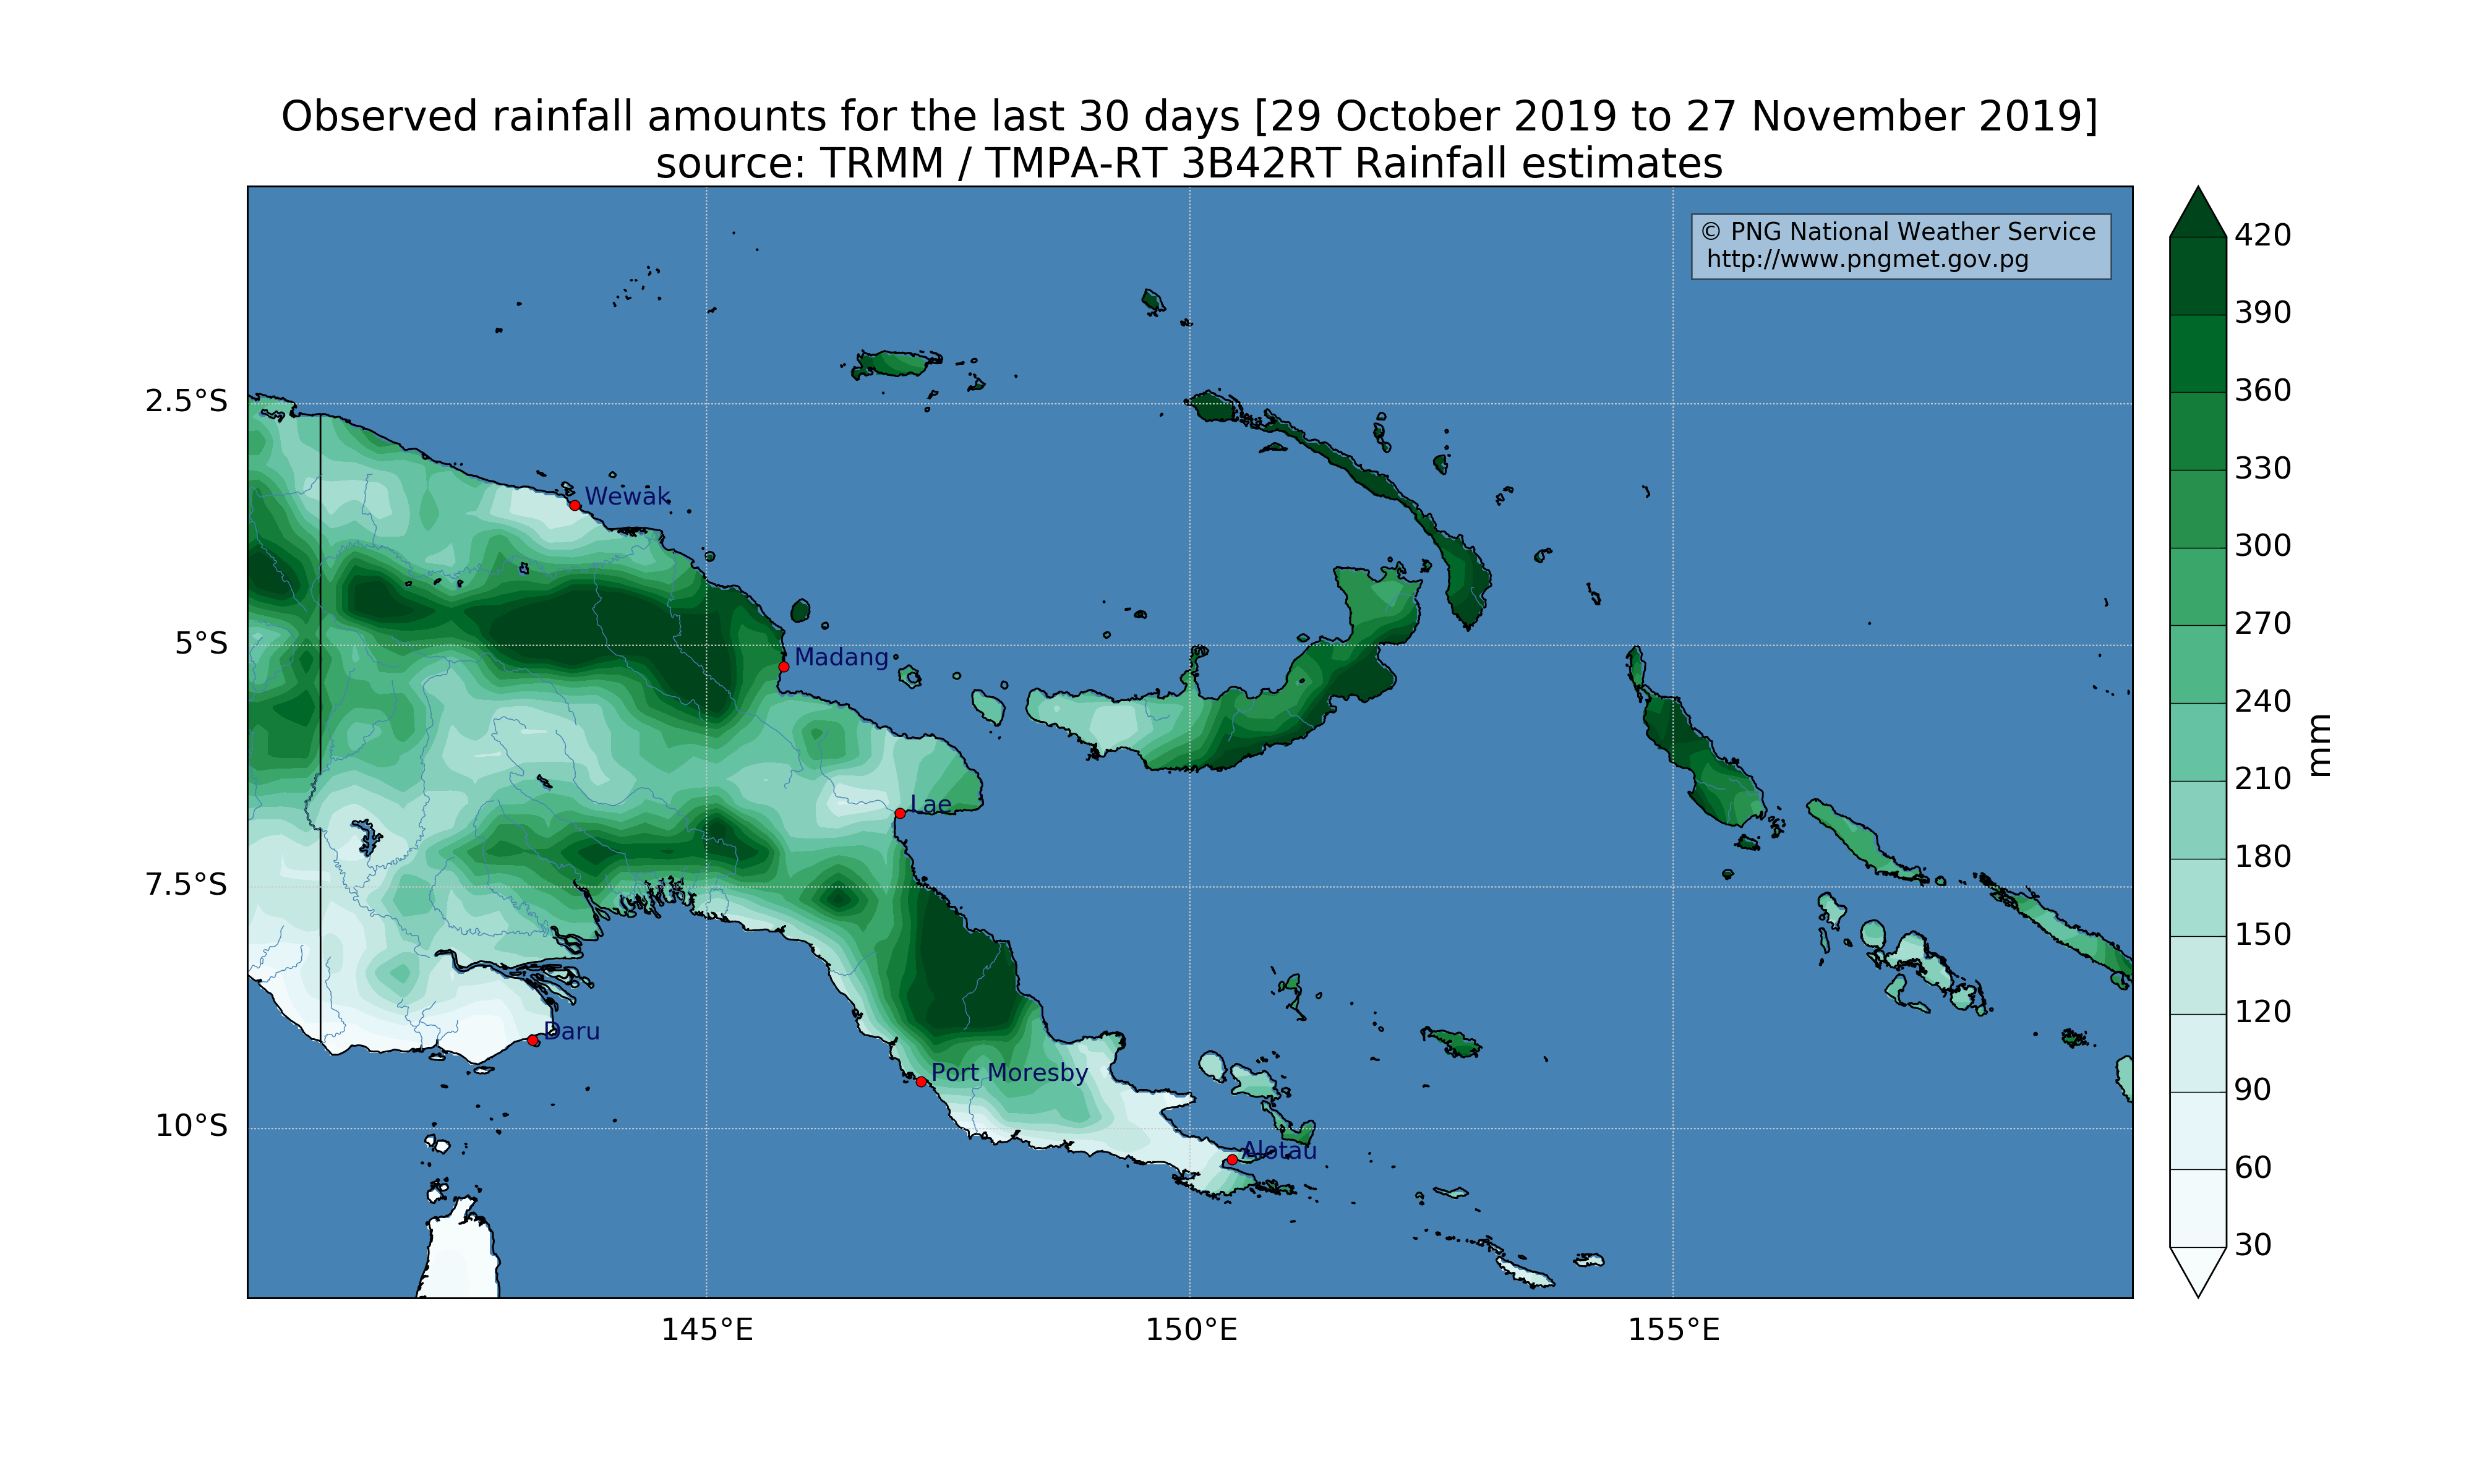 Observed rainfall amounts for the last 30 days [29 October 2019 to 27 November 2019]
source: TRMM / TMPA-RT 3B42RT Rainfall estimates
© PNG National Weather Service
http://www.pngmet.gov.pg
420
390
360
330
300
270
240
210
180
150
120
90
60
30
mm
2.5°S
5°S
7.5°S
10°S
Wewak
Madang
Lae
Daru
Port Moresby
Alotau
145°E
150°E
155°E